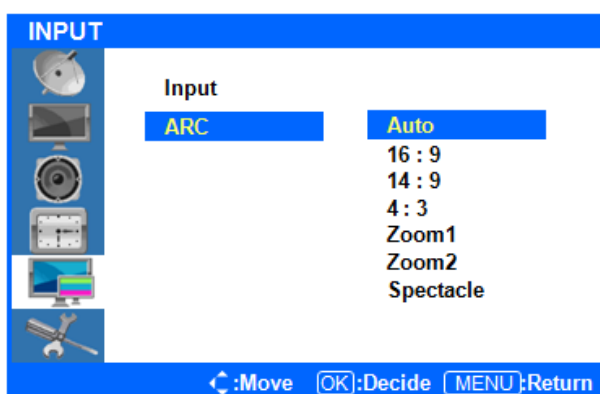 INPUT
Input
ARC
Auto
16 : 9
14 : 9
4 : 3
Zoom1
Zoom2
Spectacle
:Move OK:Decide MENU:Return